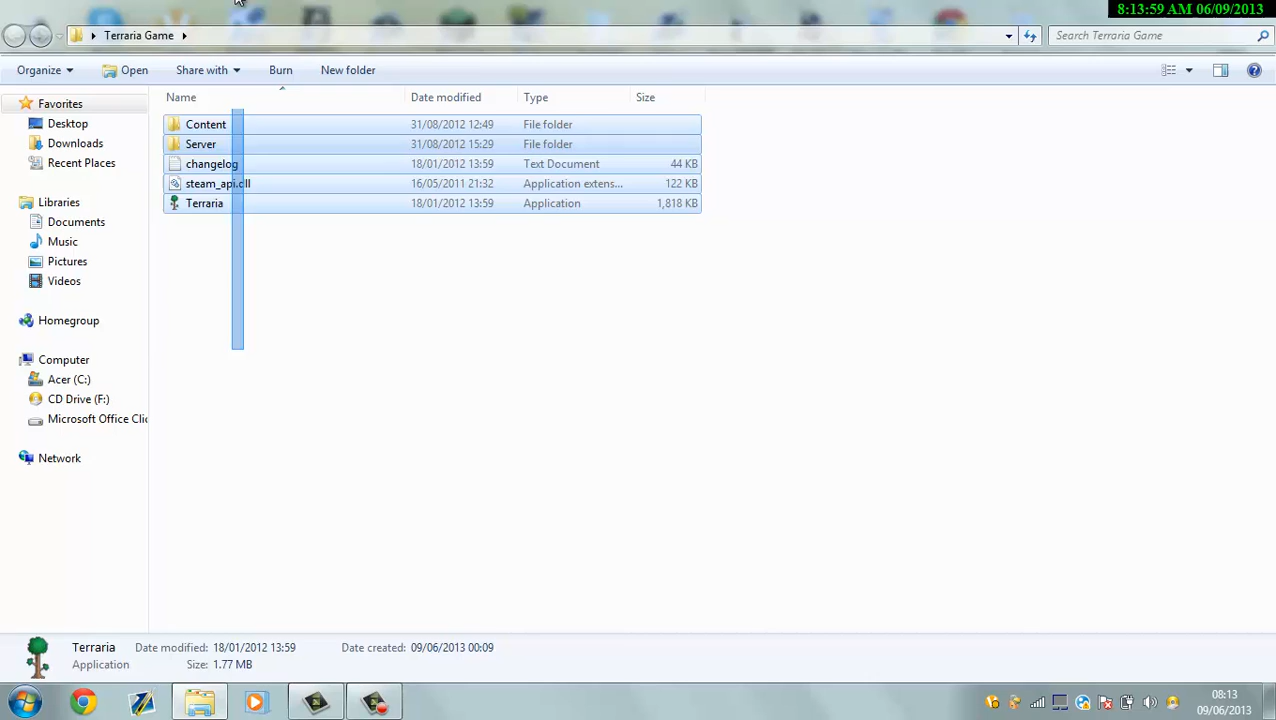 8:13:59 AM 06/09/2013
Terraria Game
Search Terraria Game
Organize Open Share with Burn New folder
Name Date modified Type Size
Favorites
Desktop
Downloads
Recent Places
Libraries
Documents
Music
Pictures
Videos
Homegroup
Computer
Acer (C:)
CD Drive (F:)
Microsoft Office Clic
Network
Content 31/08/2012 12:49 File folder
Server 31/08/2012 15:29 File folder
changelog 18/01/2012 13:59 Text Document 44 KB
steam_api.dll 16/05/2011 21:32 Application extens... 122 KB
Terraria 18/01/2012 13:59 Application 1,818 KB
Terraria Date modified: 18/01/2012 13:59 Date created: 09/06/2013 00:09
Application Size: 1.77 MB
08:13
09/06/2013